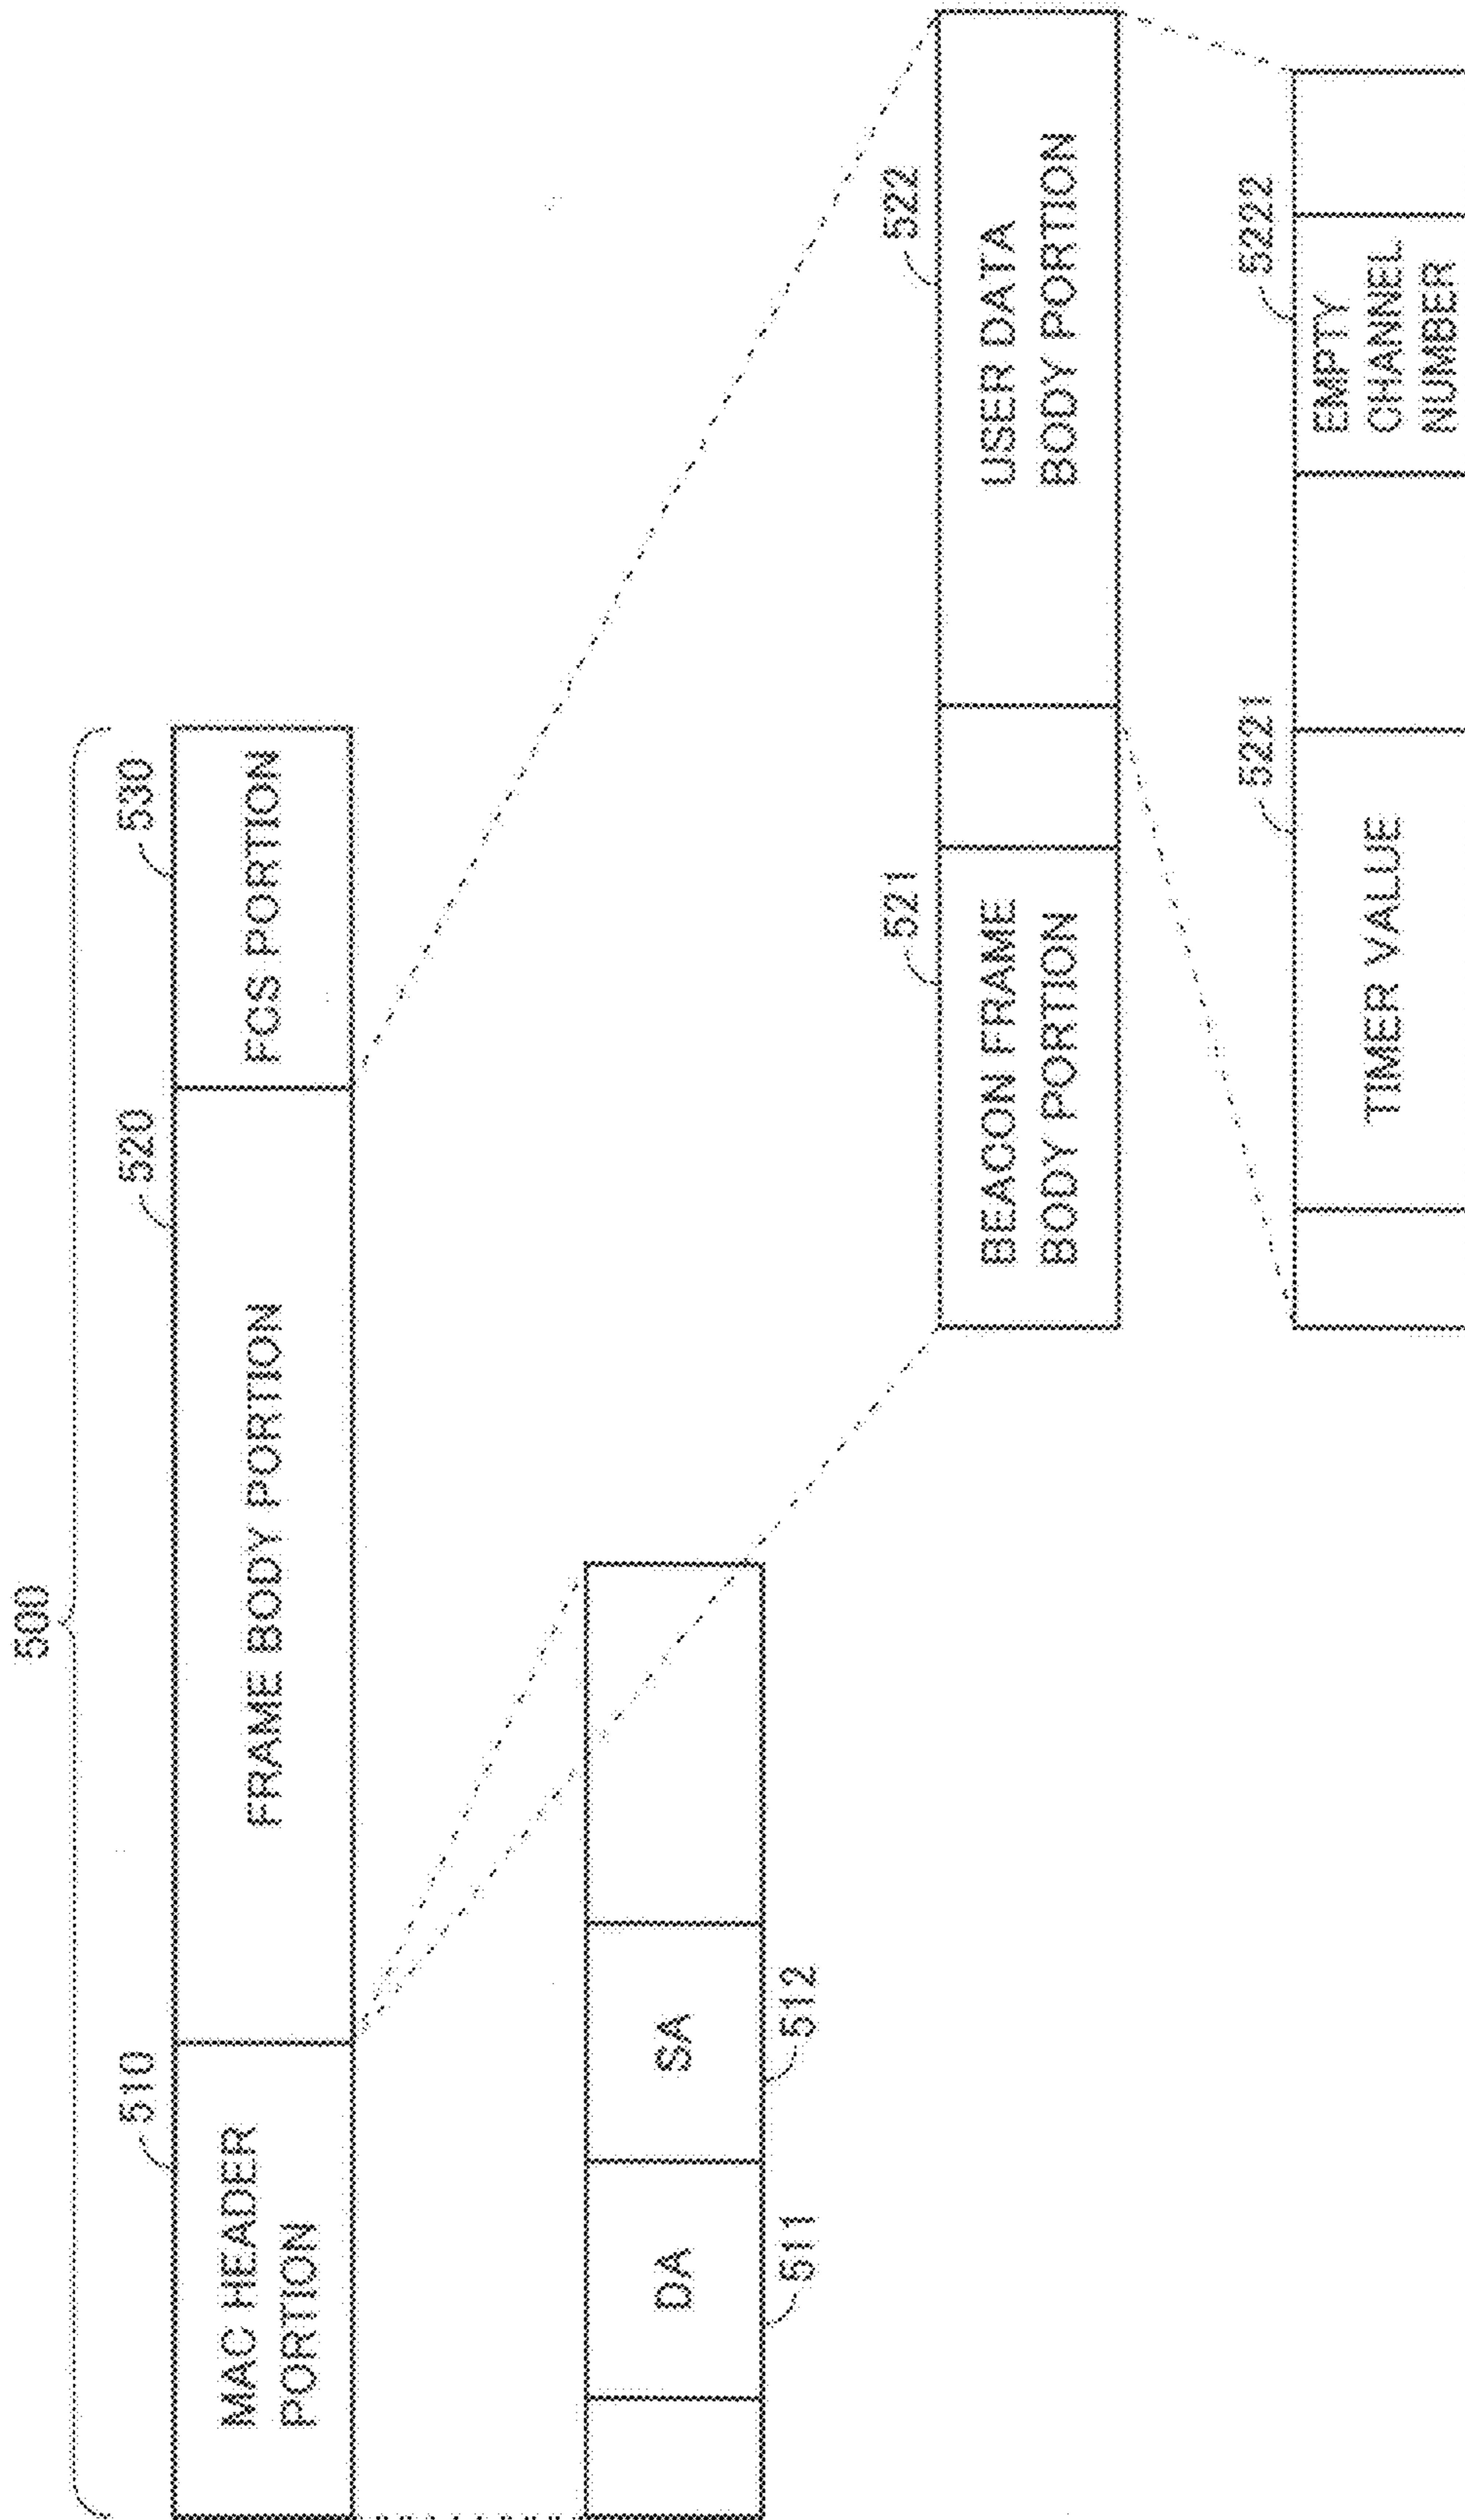 500
510
520
530
MAC HEADER
PORTION
FRAME BODY PORTION
FCS PORTION
DA
SA
511
512
521
522
BEACON FRAME
BODY PORTION
USER DATA
BODY PORTION
5221
5222
TIMER VALUE
EMPTY
CHANNEL
NUMBER